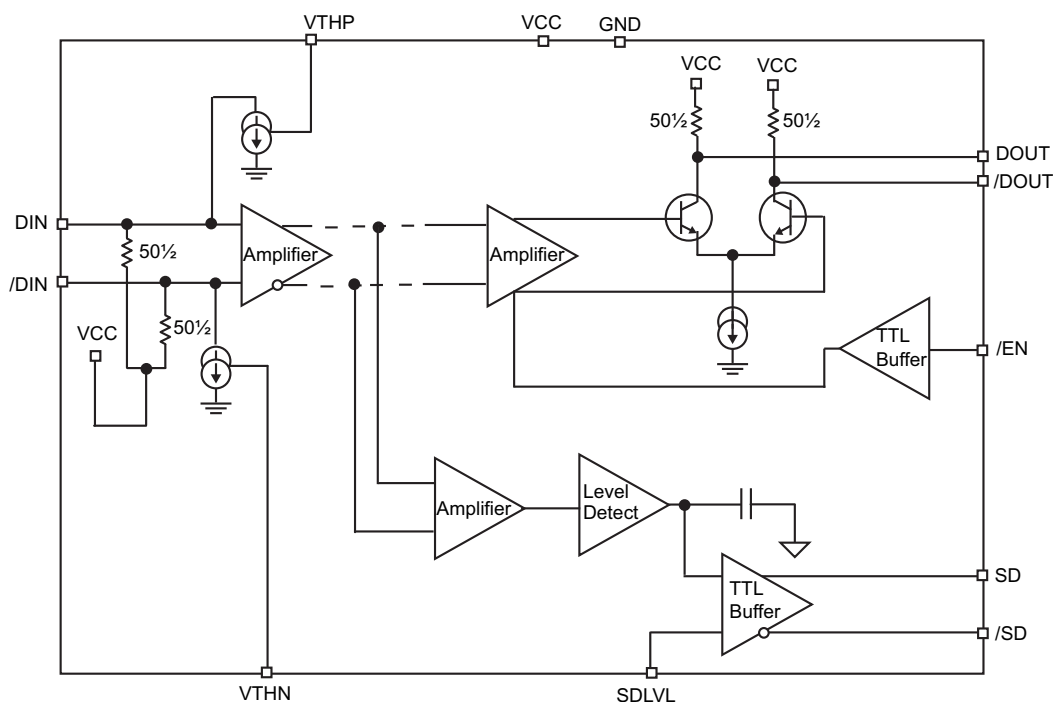 VTHP
VCC
GND
VCC
VCC
50½
50½
DOUT
/DOUT
DIN
Amplifier
Amplifier
50½
/DIN
50½
VCC
TTL
Buffer
/EN
Amplifier
Level
Detect
TTL
Buffer
SD
/SD
VTHN
SDLVL